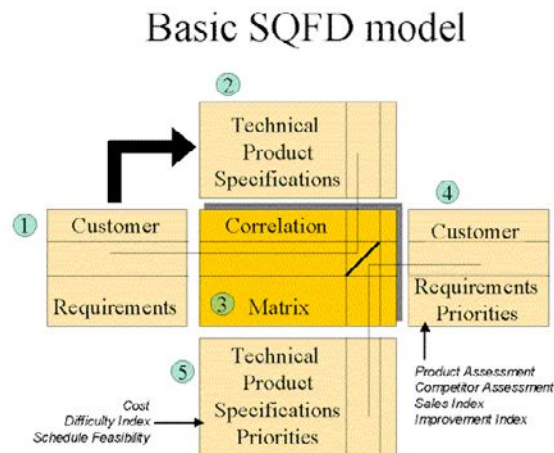 Basic SQFD model
2
Technical
Product
Specifications
4
1
Customer
Requirements
Correlation
3
Matrix
Customer
Requirements
Priorities
5
Technical
Product
Specifications
Priorities
Cost
Difficulty Index
Schedule Feasibility
Product Assessment
Competitor Assessment
Sales Index
Improvement Index